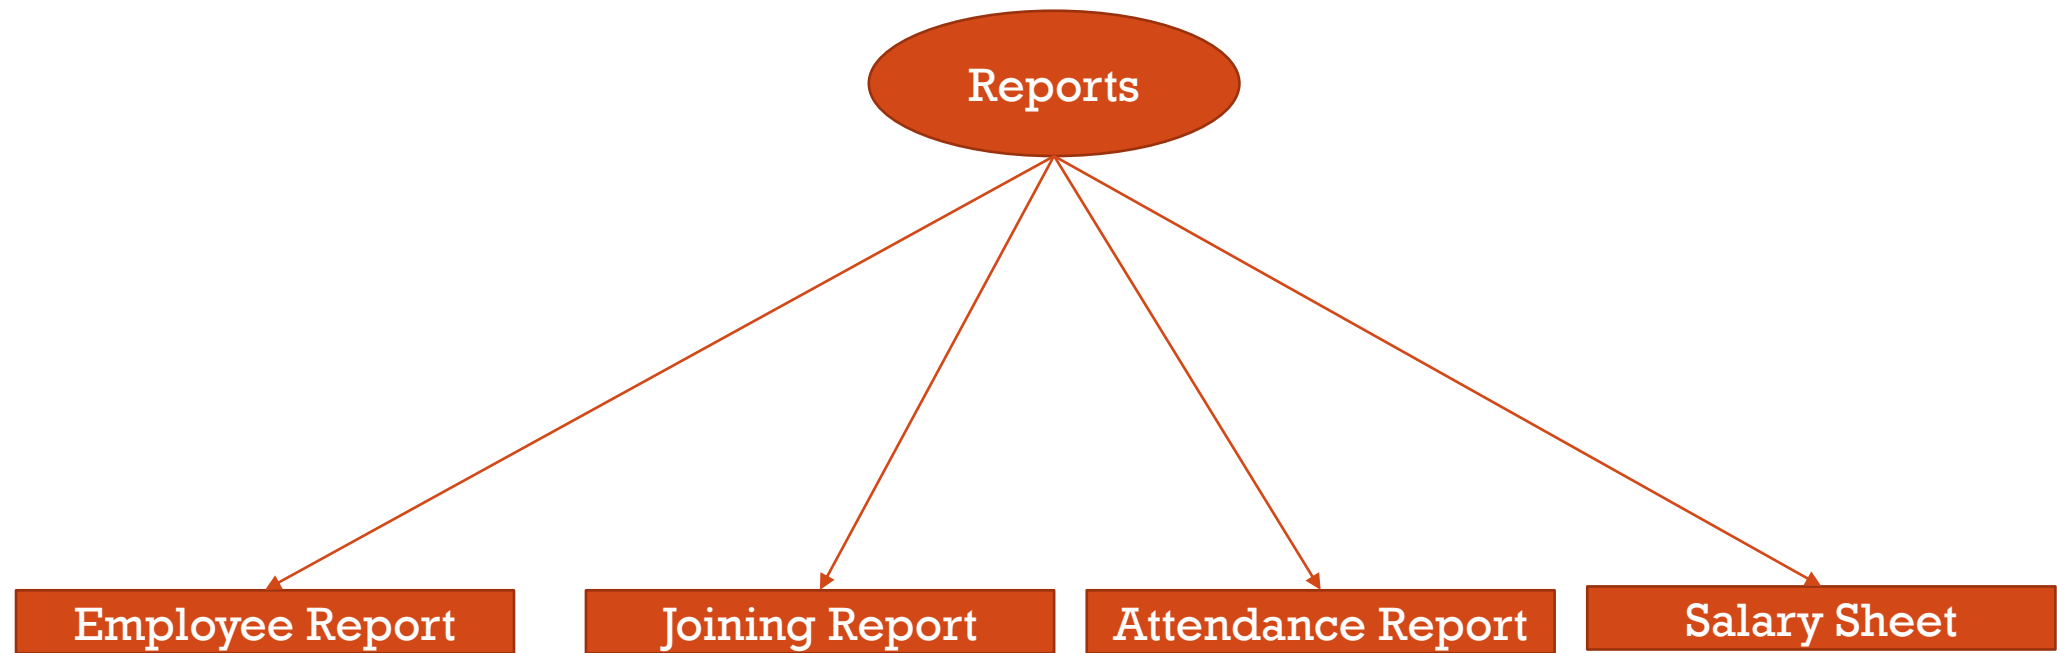 Reports
Employee Report
Joining Report
Attendance Report
Salary Sheet